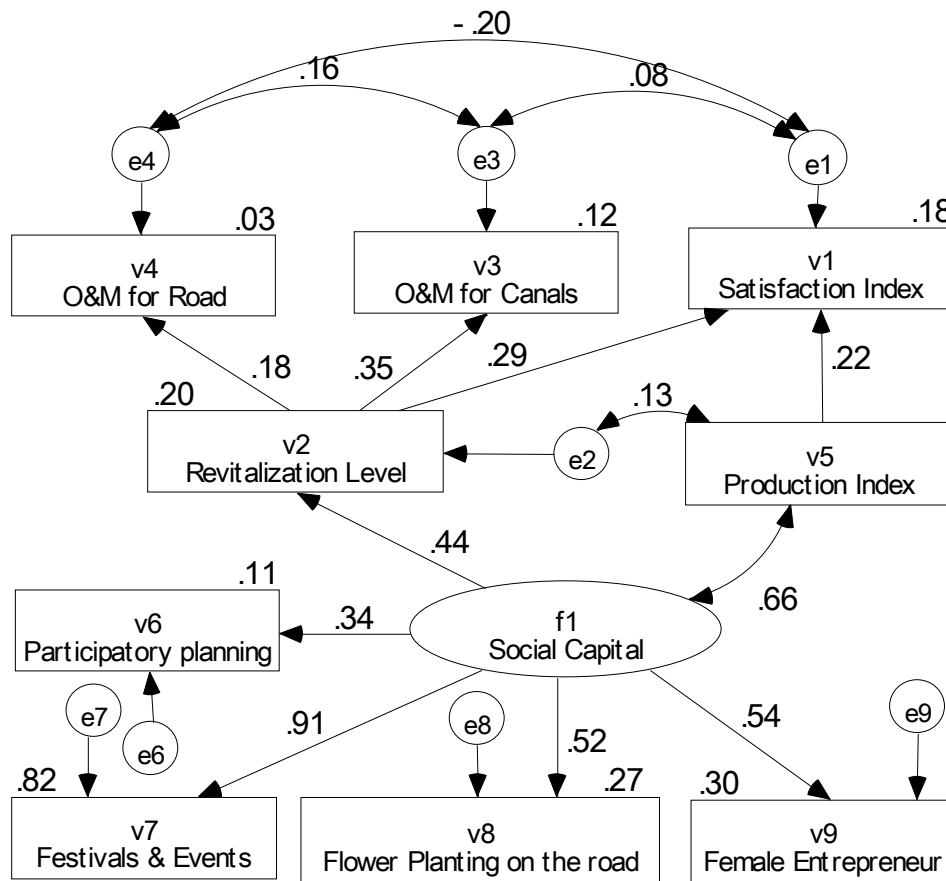 - .20
.16
.08
e4
e3
e1
.03
.12
.18
v4
O&M for Road
v3
O&M for Canals
v1
Satisfaction Index
.18
.35
.29
.22
.20
.13
v2
Revitalization Level
e2
v5
Production Index
.44
.66
.11
v6
Participatory planning
.34
f1
Social Capital
e7
e6
.91
e8
.52
.54
e9
.82
.27
.30
v7
Festivals & Events
v8
Flower Planting on the road
v9
Female Entrepreneur